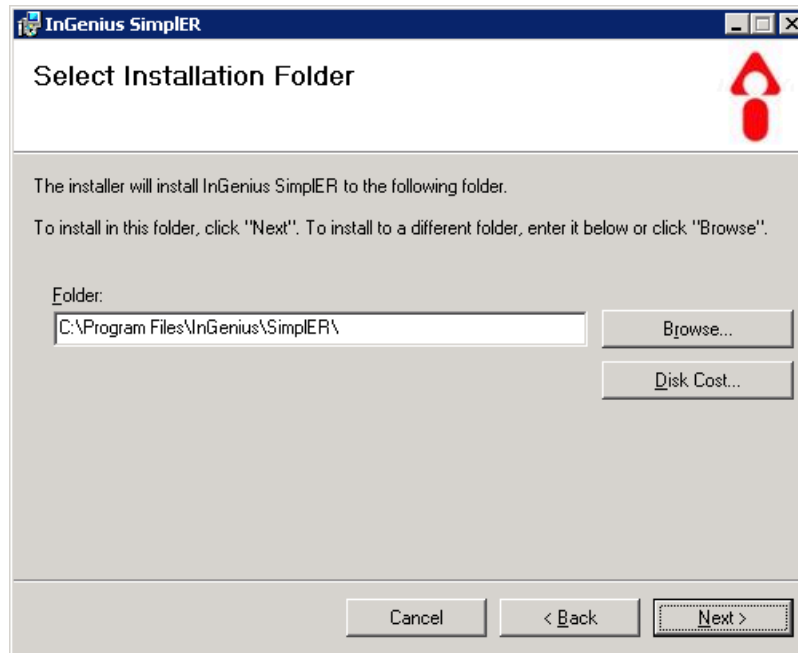 InGenius SimplER
Select Installation Folder
The installer will install InGenius SimplER to the following folder.
To install in this folder, click "Next". To install to a different folder, enter it below or click "Browse".
Folder:
C:\Program Files\InGenius\SimplER\
Browse...
Disk Cost...
Cancel
< Back
Next >